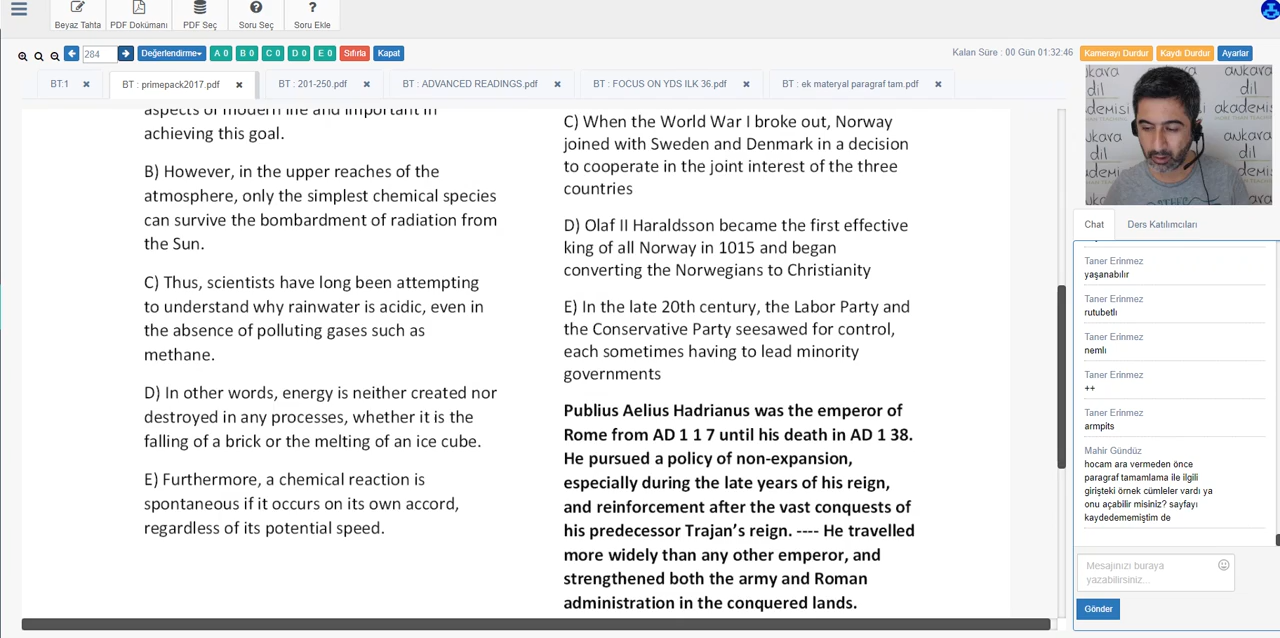 Beyaz Tahta
PDF Dokümanı
PDF Seç
Soru Seç
Soru Ekle
284
Değerlendirme
A 0
B 0
C 0
D 0
E 0
Sıfırla
Kapat
Kalan Süre : 00 Gün 01:32:46
Kamerayı Durdur
Kaydı Durdur
Ayarlar
BT:1
BT : primepack2017.pdf
BT : 201-250.pdf
BT : ADVANCED READINGS.pdf
BT : FOCUS ON YDS ILK 36.pdf
BT : ek materyal paragraf tam.pdf
aspects of modern life and important in
achieving this goal.
B) However, in the upper reaches of the
atmosphere, only the simplest chemical species
can survive the bombardment of radiation from
the Sun.
C) Thus, scientists have long been attempting
to understand why rainwater is acidic, even in
the absence of polluting gases such as
methane.
D) In other words, energy is neither created nor
destroyed in any processes, whether it is the
falling of a brick or the melting of an ice cube.
E) Furthermore, a chemical reaction is
spontaneous if it occurs on its own accord,
regardless of its potential speed.
C) When the World War I broke out, Norway
joined with Sweden and Denmark in a decision
to cooperate in the joint interest of the three
countries
D) Olaf II Haraldsson became the first effective
king of all Norway in 1015 and began
converting the Norwegians to Christianity
E) In the late 20th century, the Labor Party and
the Conservative Party seesawed for control,
each sometimes having to lead minority
governments
Publius Aelius Hadrianus was the emperor of
Rome from AD 1 1 7 until his death in AD 1 38.
He pursued a policy of non-expansion,
especially during the late years of his reign,
and reinforcement after the vast conquests of
his predecessor Trajan's reign. ---- He travelled
more widely than any other emperor, and
strengthened both the army and Roman
administration in the conquered lands.
ankara
dil
akademi
Chat
Ders Katılımcıları
Taner Erinmez
yaşanabılır
Taner Erinmez
rutubetlı
Taner Erinmez
nemlı
Taner Erinmez
++
Taner Erinmez
armpits
Mahir Gündüz
hocam ara vermeden önce
paragraf tamamlama ile ilgili
girişteki örnek cümleler vardı ya
onu açabilir misiniz? sayfayı
kaydedememiştim de
Mesajınızı buraya
yazabilirsiniz...
Gönder